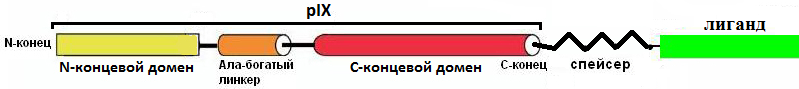 pIX
лиганд
N-конец
С-конец
спейсер
N-концевой домен
Ала-богатый
линкер
С-концевой домен